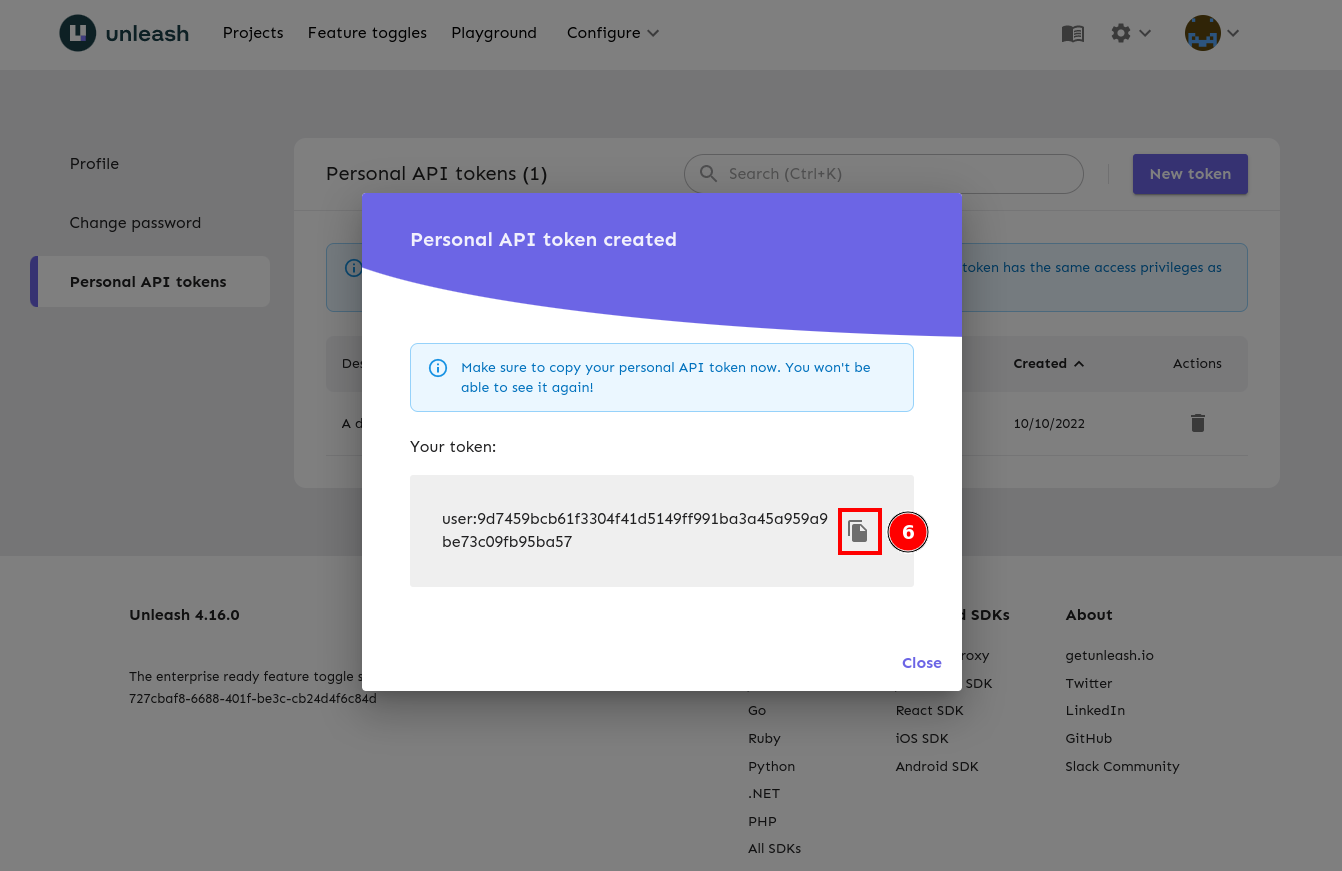 unleash
Projects
Feature toggles
Playground
Configure
Profile
Change password
Personal API tokens
Personal API tokens (1)
Search (Ctrl+K)
New token
token has the same access privileges as
Created
Actions
10/10/2022
Personal API token created
Make sure to copy your personal API token now. You won't be
able to see it again!
Your token:
user:9d7459bcb61f3304f41d5149ff991ba3a45a959a9
be73c09fb95ba57
6
Close
Unleash 4.16.0
The enterprise ready feature toggle
727cbaf8-6688-401f-be3c-cb24d4f6c84d
Go
Ruby
Python
.NET
PHP
All SDKs
SDKs
SDK
React SDK
iOS SDK
Android SDK
About
getunleash.io
Twitter
LinkedIn
GitHub
Slack Community